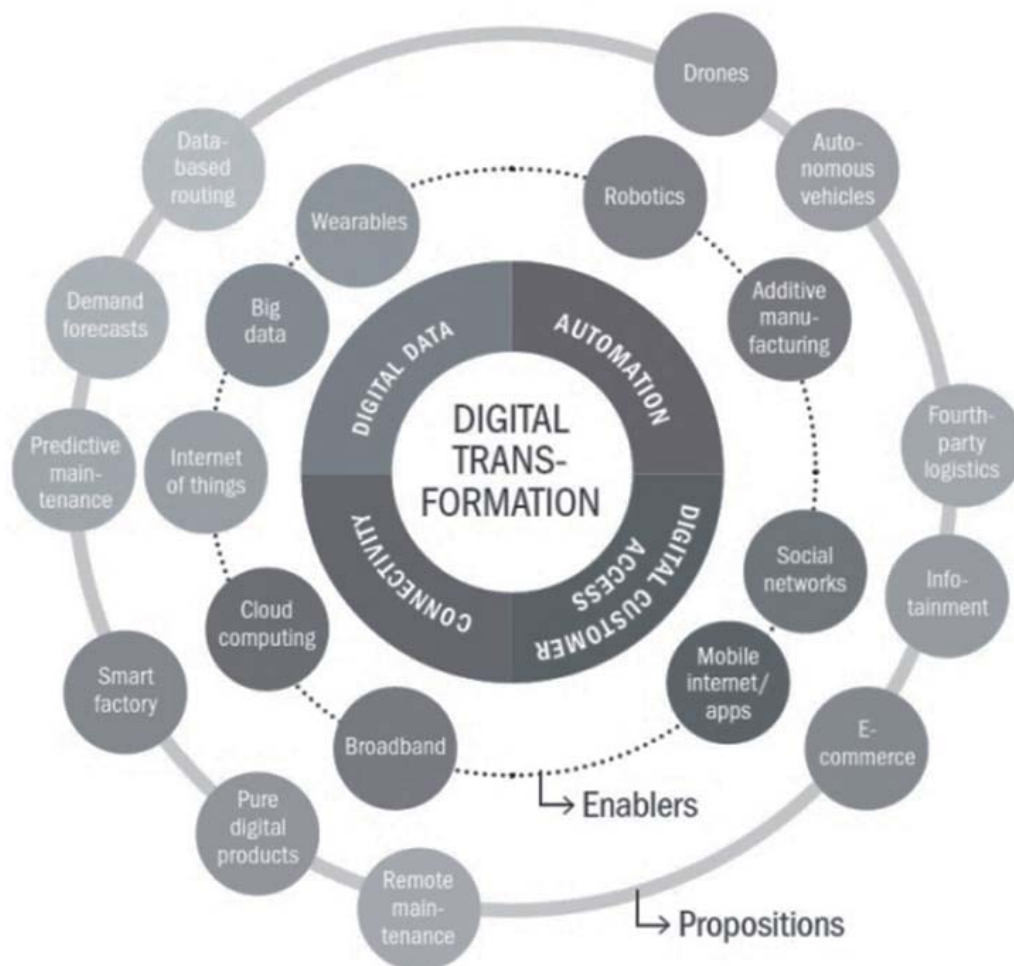 Drones
Data-
based
routing
Auto-
nomous
vehicles
Wearables
Robotics
Demand
forecasts
Big
data
Additive
manu-
facturing
DIGITAL DATA
AUTOMATION
DIGITAL
TRANS-
FORMATION
Predictive
main-
tenance
Internet
of things
Fourth-
party
logistics
CONNECTIVITY
DIGITAL CUSTOMER
ACCESS
Social
networks
Info-
tainment
Cloud
computing
Smart
factory
Mobile
internet/
apps
Broadband
E-
commerce
Enablers
Pure
digital
products
Remote
main-
tenance
Propositions